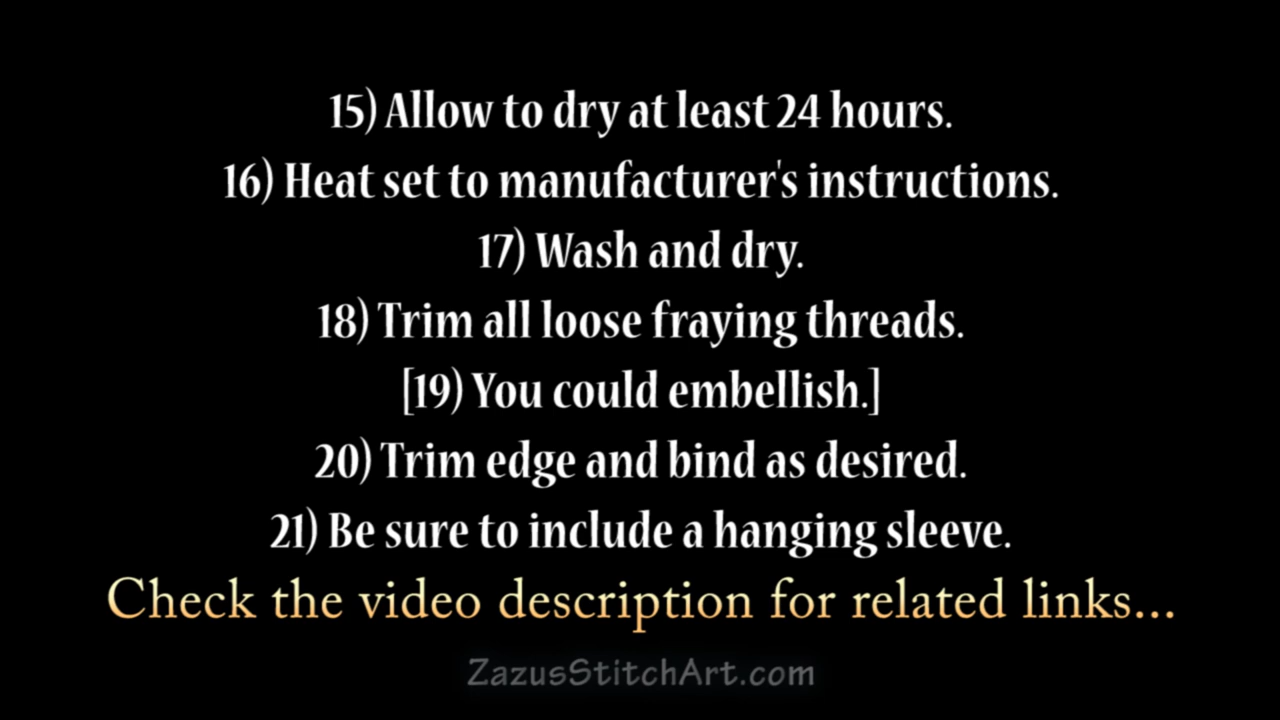 15) Allow to dry at least 24 hours.
16) Heat set to manufacturer's instructions.
17) Wash and dry.
18) Trim all loose fraying threads.
[19) You could embellish.]
20) Trim edge and bind as desired.
21) Be sure to include a hanging sleeve.
Check the video description for related links...
ZazusStitchArt.com